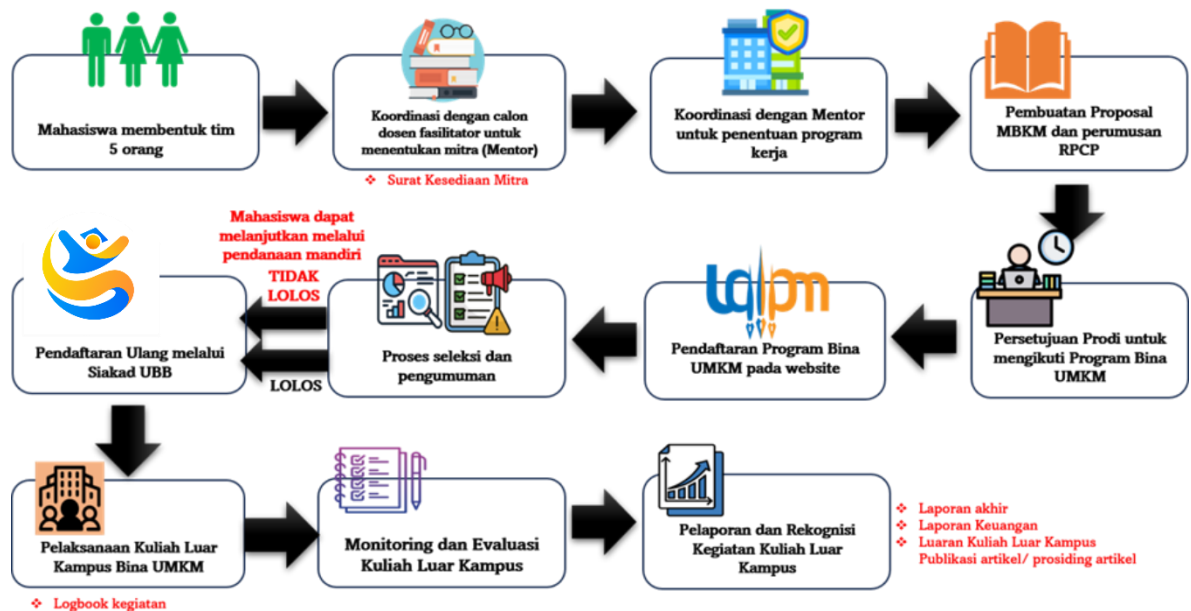 Mahasiswa membentuk tim
5 orang
Koordinasi dengan calon
dosen fasilitator untuk
menentukan mitra (Mentor)
❖ Surat Kesediaan Mitra
Koordinasi dengan Mentor
untuk penentuan program
kerja
Pembuatan Proposal
MBKM dan perumusan
RPCP
Persetujuan Prodi untuk
mengikuti Program Bina
UMKM
lqppm
Pendaftaran Program Bina
UMKM pada website
Proses seleksi dan
pengumuman
Mahasiswa dapat
melanjutkan melalui
pendanaan mandiri
TIDAK
LOLOS
LOLOS
Pendaftaran Ulang melalui
Siakad UBB
Pelaksanaan Kuliah Luar
Kampus Bina UMKM
❖ Logbook kegiatan
Monitoring dan Evaluasi
Kuliah Luar Kampus
Pelaporan dan Rekognisi
Kegiatan Kuliah Luar
Kampus
❖ Laporan akhir
❖ Laporan Keuangan
❖ Luaran Kuliah Luar Kampus
Publikasi artikel/ prosiding artikel